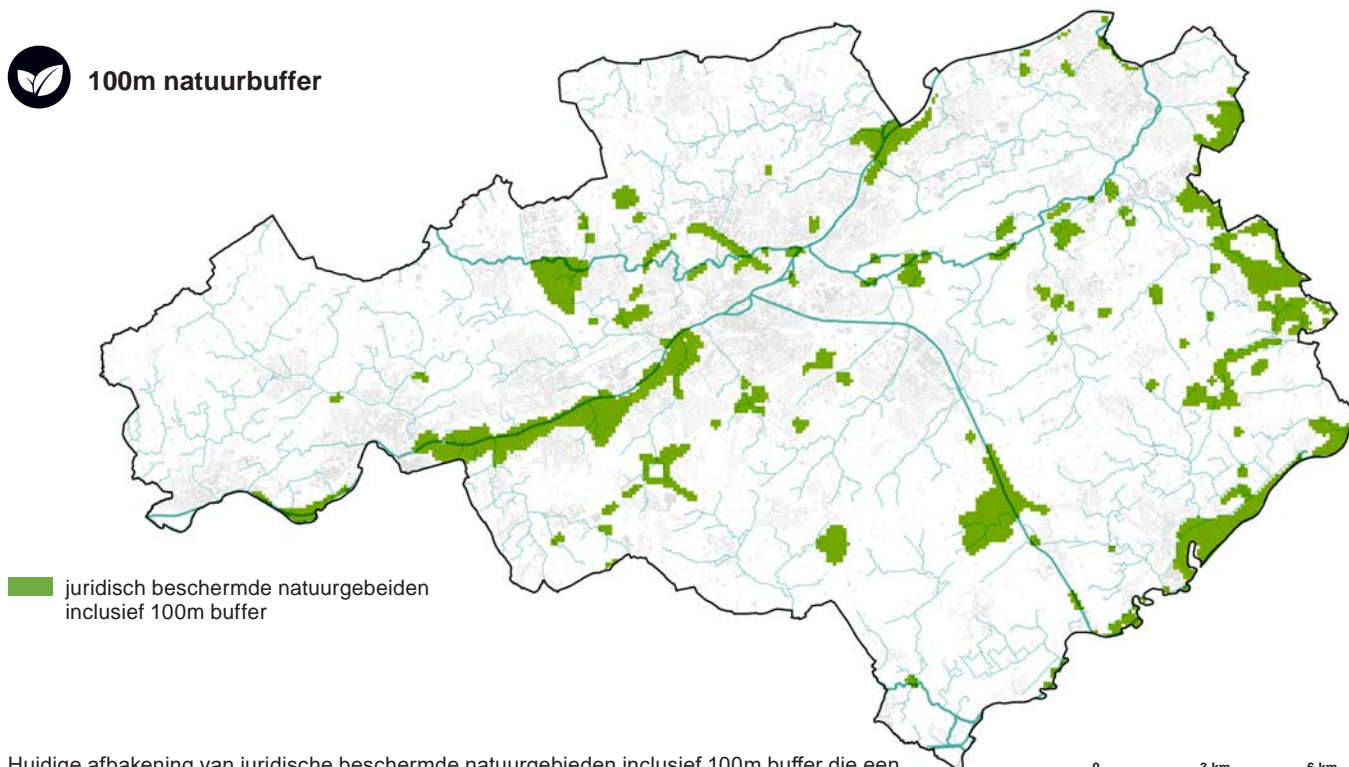 100m natuurbuffer
juridisch beschermde natuurgebeiden
inclusief 100m buffer
Huidige afbakening van juridische beschermde natuurgebieden inclusief 100m buffer die een
0 3 km 6 km